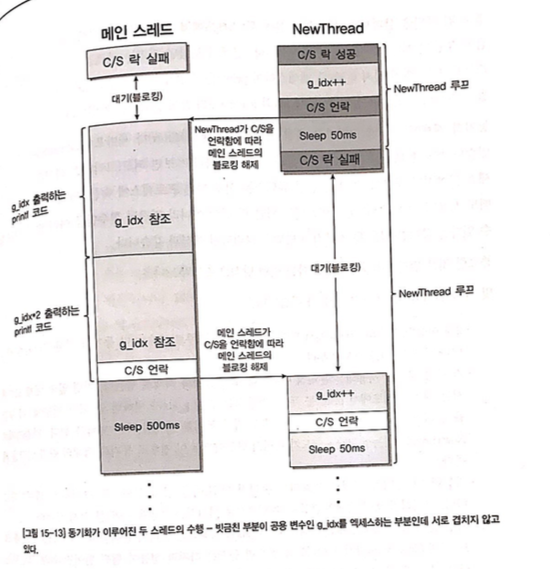 메인 스레드
NewThread
C/S 락 실패
대기(블로킹)
C/S 락 성공
g_idx++
C/S 언락
Sleep 50ms
C/S 락 실패
NewThread 루프
NewThread가 C/S을
언락함에 따라
메인 스레드의
블로킹 해제
g_idx 출력하는
printf 코드
g_idx 참조
대기(블로킹)
NewThread 루프
g_idx*2 출력하는
printf 코드
g_idx 참조
C/S 언락
메인 스레드가
C/S을 언락함에 따라
메인 스레드의
블로킹 해제
Sleep 500ms
g_idx++
C/S 언락
Sleep 50ms
[그림 15-13] 동기화가 이루어진 두 스레드의 수행 - 빗금친 부분이 공용 변수인 g_idx를 엑세스하는 부분인데 서로 겹치지 않고
있다.